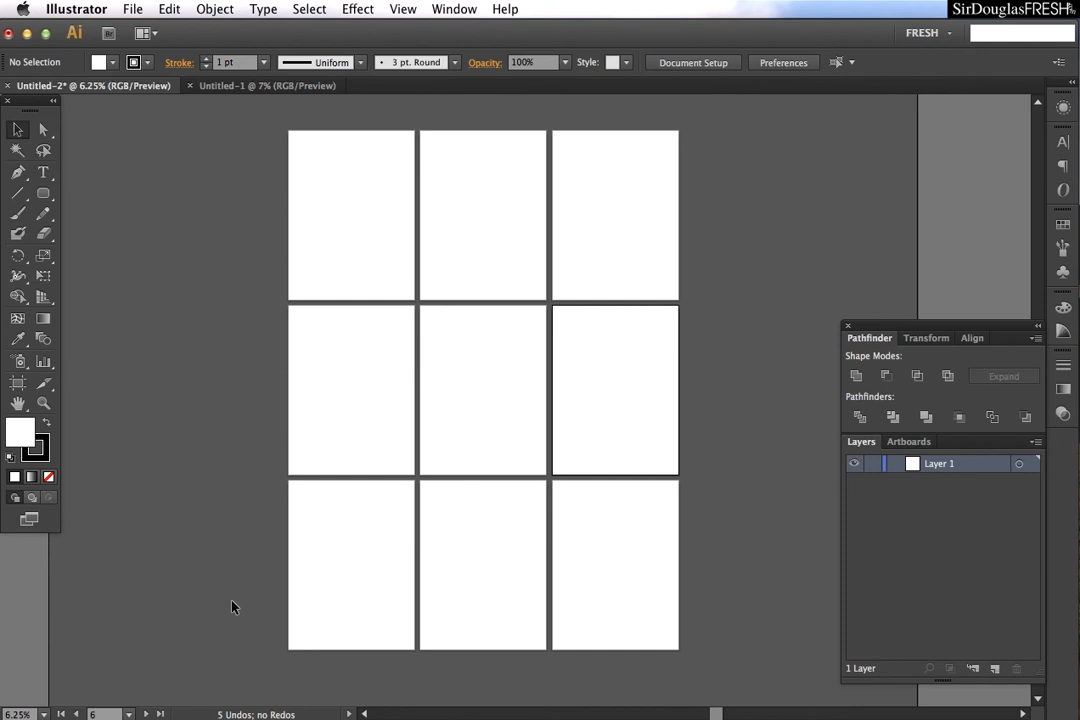 Illustrator File Edit Object Type Select Effect View Window Help
SirDouglasFRESH
Ai Br FRESH
No Selection Stroke: 1 pt Uniform 3 pt. Round Opacity: 100% Style: Document Setup Preferences
Untitled-2* @ 6.25% (RGB/Preview) Untitled-1 @ 7% (RGB/Preview)
Pathfinder Transform Align
Shape Modes:
Expand
Pathfinders:
Layers Artboards
Layer 1
1 Layer
6.25% 6 5 Undos; no Redos